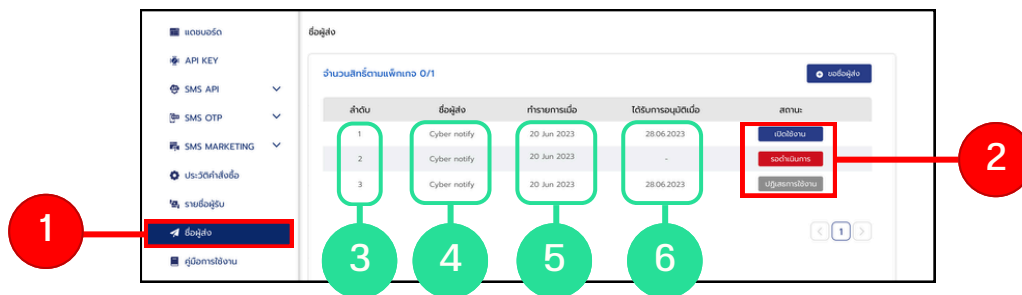 แดชบอร์ด
API KEY
SMS API
SMS OTP
SMS MARKETING
ประวัติคำสั่งซื้อ
รายชื่อผู้รับ
ชื่อผู้ส่ง
คู่มือการใช้งาน
ชื่อผู้ส่ง
จำนวนสิทธิ์ตามแพ็กเกจ 0/1
ขอชื่อผู้ส่ง
ลำดับ ชื่อผู้ส่ง ทำรายการเมื่อ ได้รับการอนุมัติเมื่อ สถานะ
1 Cyber notify 20 Jun 2023 28.06.2023 เปิดใช้งาน
2 Cyber notify 20 Jun 2023 - รอดำเนินการ
3 Cyber notify 20 Jun 2023 28.06.2023 ปฏิเสธการใช้งาน
< 1 >
1
2
3
4
5
6